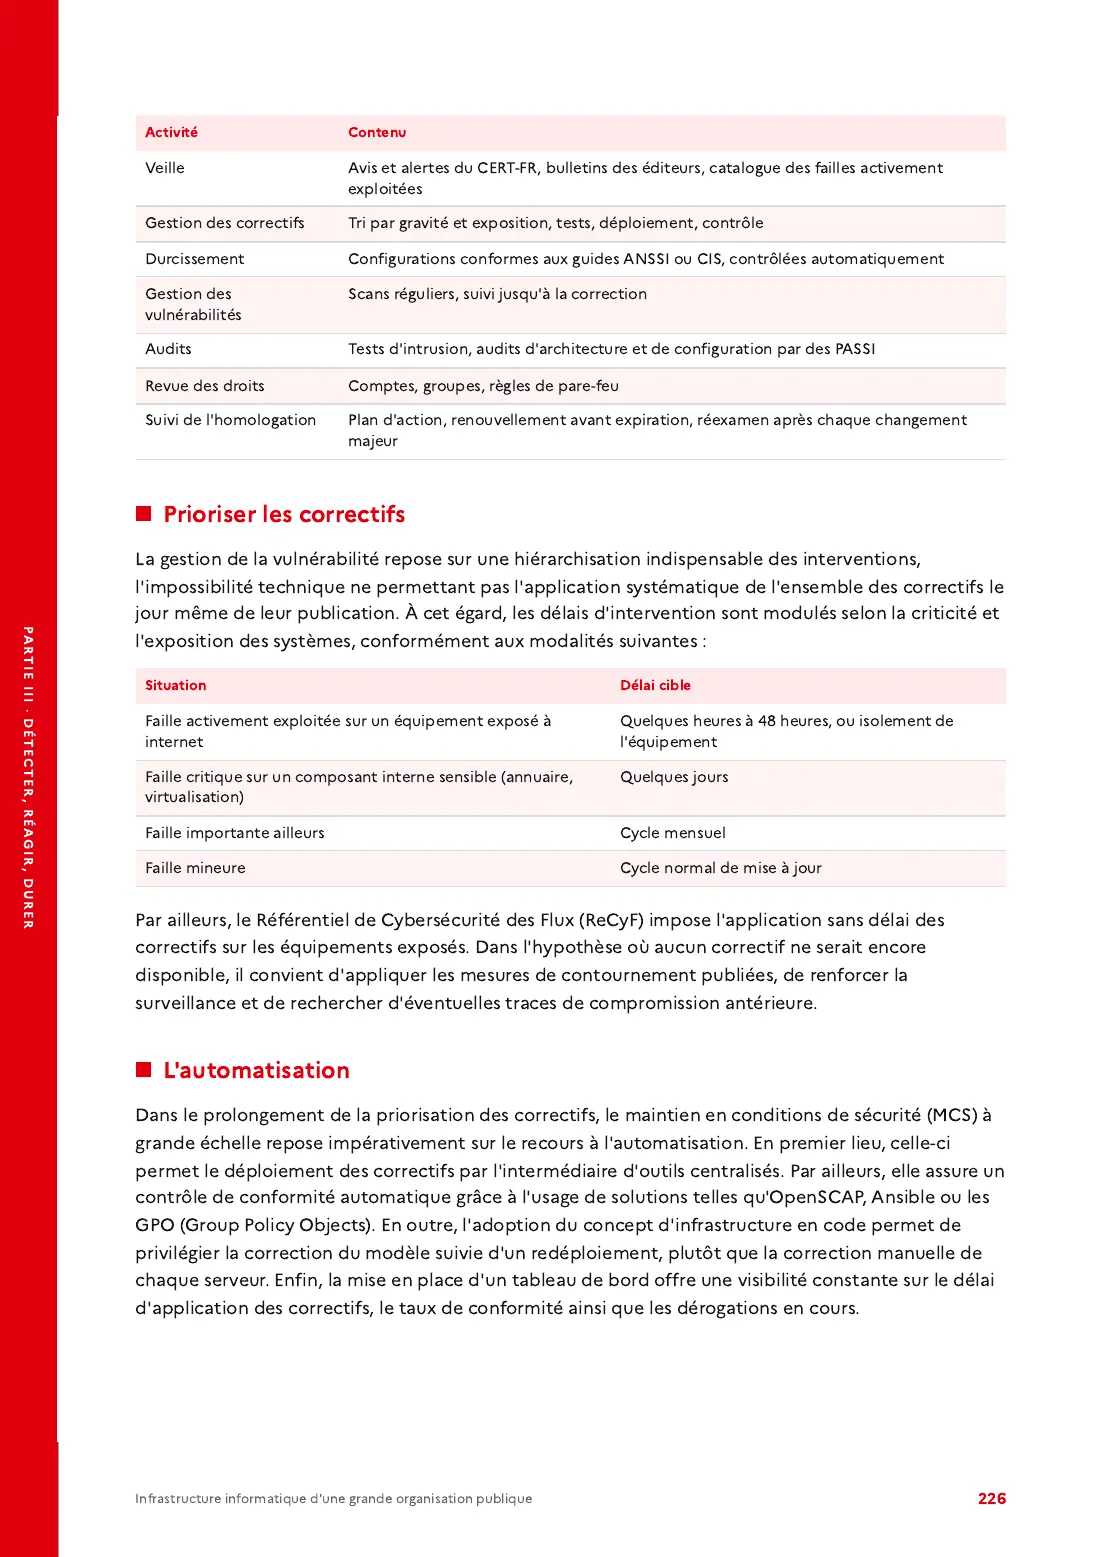 Activité Contenu
Veille Avis et alertes du CERT-FR, bulletins des éditeurs, catalogue des failles activement
exploitées
Gestion des correctifs Tri par gravité et exposition, tests, déploiement, contrôle
Durcissement Configurations conformes aux guides ANSSI ou CIS, contrôlées automatiquement
Gestion des Scans réguliers, suivi jusqu'à la correction
vulnérabilités
Audits Tests d'intrusion, audits d'architecture et de configuration par des PASSI
Revue des droits Comptes, groupes, règles de pare-feu
Suivi de l'homologation Plan d'action, renouvellement avant expiration, réexamen après chaque changement
majeur
Prioriser les correctifs
La gestion de la vulnérabilité repose sur une hiérarchisation indispensable des interventions,
l'impossibilité technique ne permettant pas l'application systématique de l'ensemble des correctifs le
jour même de leur publication. À cet égard, les délais d'intervention sont modulés selon la criticité et
l'exposition des systèmes, conformément aux modalités suivantes :
Situation Délai cible
Faille activement exploitée sur un équipement exposé à Quelques heures à 48 heures, ou isolement de
internet l'équipement
Faille critique sur un composant interne sensible (annuaire, Quelques jours
virtualisation)
Faille importante ailleurs Cycle mensuel
Faille mineure Cycle normal de mise à jour
Par ailleurs, le Référentiel de Cybersécurité des Flux (ReCyF) impose l'application sans délai des
correctifs sur les équipements exposés. Dans l'hypothèse où aucun correctif ne serait encore
disponible, il convient d'appliquer les mesures de contournement publiées, de renforcer la
surveillance et de rechercher d'éventuelles traces de compromission antérieure.
L'automatisation
Dans le prolongement de la priorisation des correctifs, le maintien en conditions de sécurité (MCS) à
grande échelle repose impérativement sur le recours à l'automatisation. En premier lieu, celle-ci
permet le déploiement des correctifs par l'intermédiaire d'outils centralisés. Par ailleurs, elle assure un
contrôle de conformité automatique grâce à l'usage de solutions telles qu'OpenSCAP, Ansible ou les
GPO (Group Policy Objects). En outre, l'adoption du concept d'infrastructure en code permet de
privilégier la correction du modèle suivie d'un redéploiement, plutôt que la correction manuelle de
chaque serveur. Enfin, la mise en place d'un tableau de bord offre une visibilité constante sur le délai
d'application des correctifs, le taux de conformité ainsi que les dérogations en cours.
PARTIE III · DÉTECTER, RÉAGIR, DURER
Infrastructure informatique d'une grande organisation publique 226